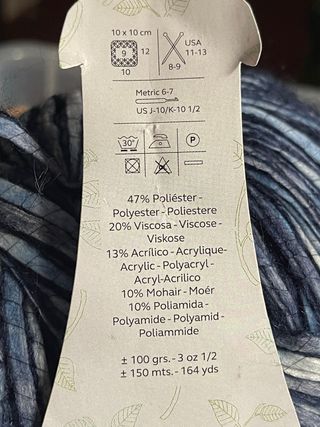 10 x 10 cm
9
12
10
USA
11-13
8-9
Metric 6-7
US J-10/K-10 1/2
30°
P
47% Poliéster -
Polyester - Poliestere
20% Viscosa - Viscose -
Viskose
13% Acrílico - Acrylique-
Acrylic - Polyacryl -
Acryl-Acrilico
10% Mohair - Moér
10% Poliamida -
Polyamide - Polyamid -
Poliammide
± 100 grs. - 3 oz 1/2
± 150 mts. - 164 yds